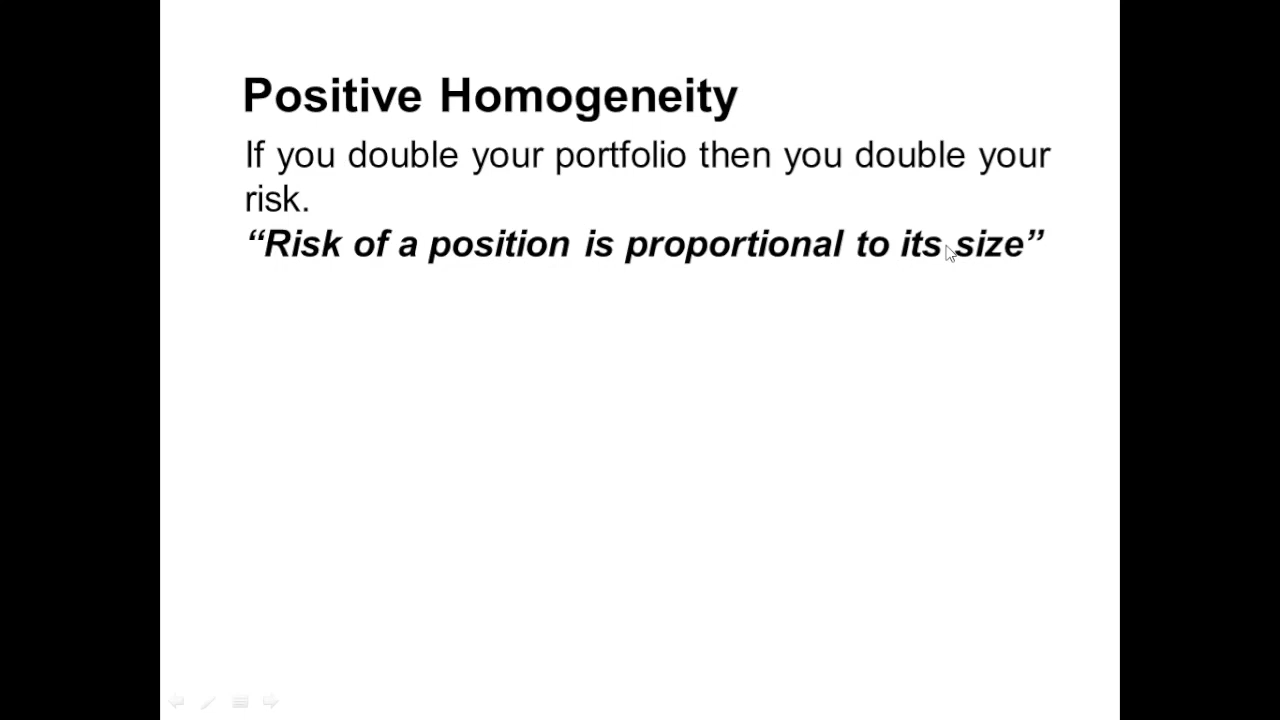 Positive Homogeneity
If you double your portfolio then you double your
risk.
“Risk of a position is proportional to its size”